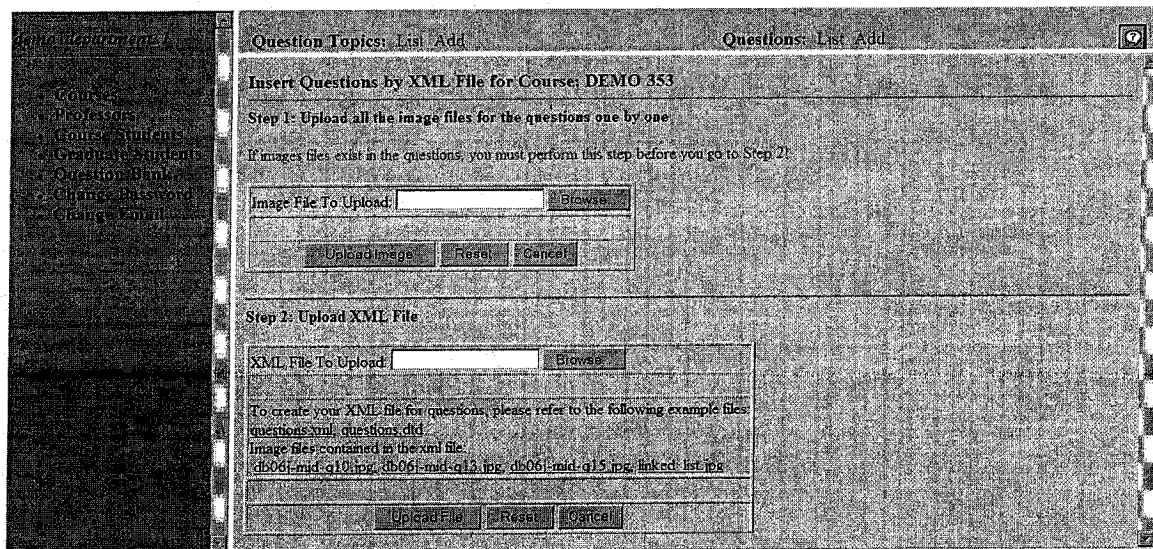 demo department 1
Courses
Professors
Course Students
Graduate Students
Question Bank
Change Password
Change Email
Question Topics: List Add Questions: List Add
Insert Questions by XML File for Course: DEMO 353
Step 1: Upload all the image files for the questions one by one
If images files exist in the questions, you must perform this step before you go to Step 2!
Image File To Upload: Browse...
Upload Image Reset Cancel
Step 2: Upload XML File
XML File To Upload: Browse...
To create your XML file for questions, please refer to the following example files:
questions.xml, questions.dtd
Image files contained in the xml file:
db06j-mid-q10.jpg, db06j-mid-q13.jpg, db06j-mid-q15.jpg, linked_list.jpg
Upload File Reset Cancel